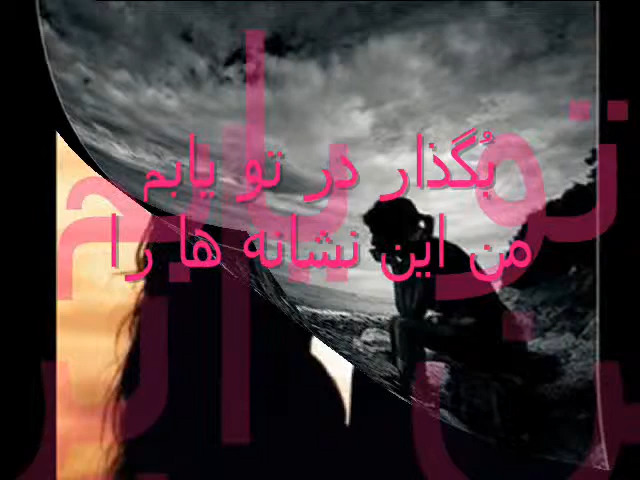 بُگذار در تو یابم
من این نشانه ها را